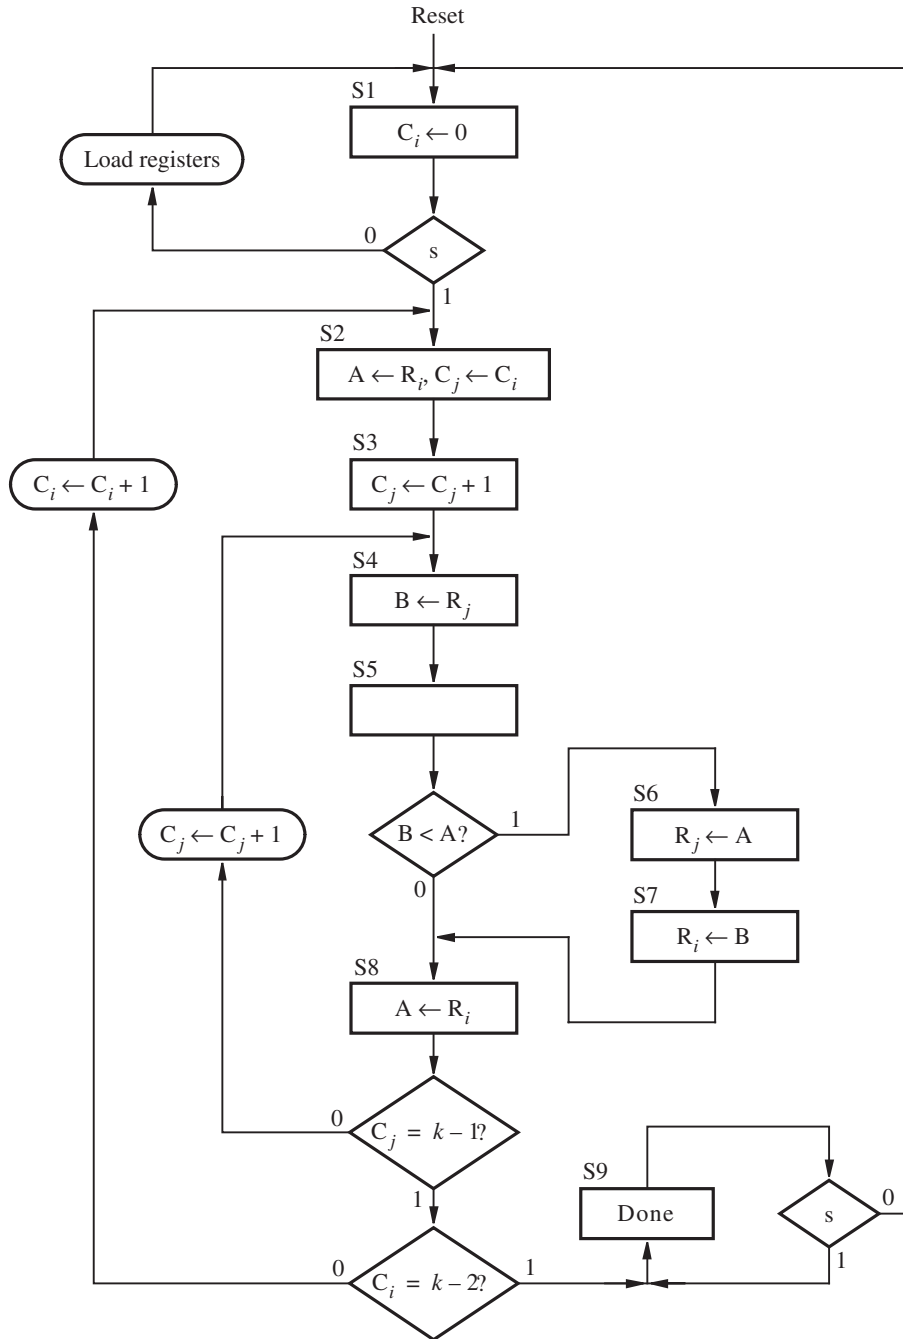 Reset
S1
C_i ← 0
Load registers
0
s
1
S2
A ← R_i, C_j ← C_i
S3
C_i ← C_i + 1
C_j ← C_j + 1
S4
B ← R_j
S5
S6
C_j ← C_j + 1
B < A?
1
R_j ← A
0
S7
R_i ← B
S8
A ← R_i
0
C_j = k – 1?
S9
1
Done
s
0
0
C_i = k – 2?
1
1